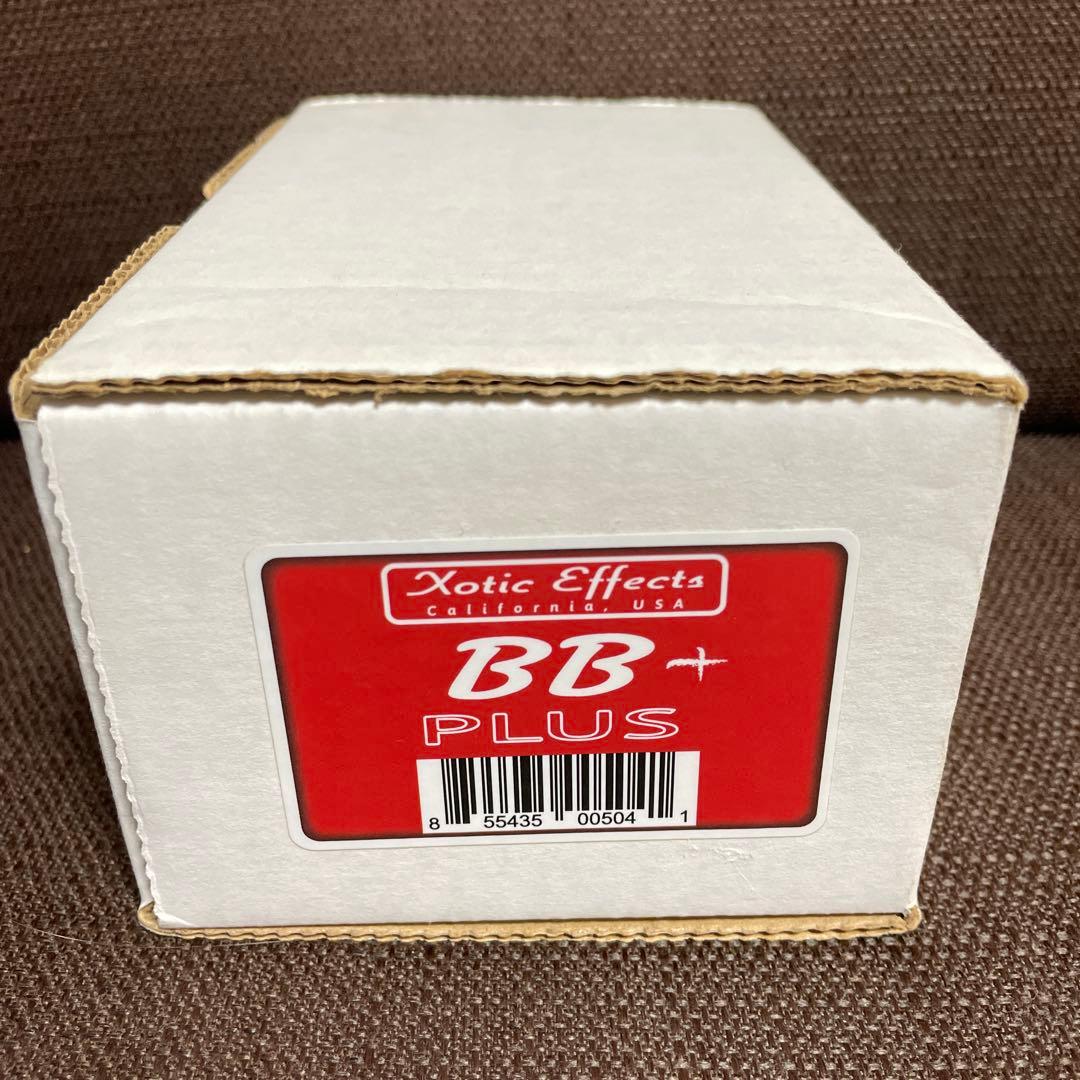 Xotic Effects
California, USA
BB+
PLUS
8 55435 00504 1